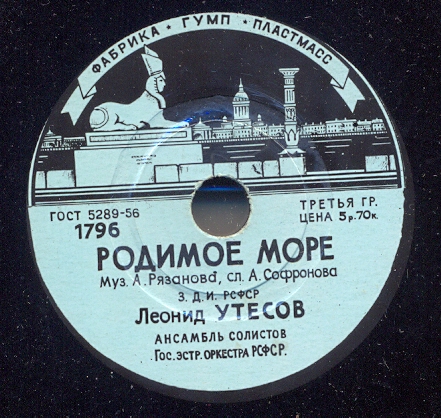 ФАБРИКА • ГУМП • ПЛАСТМАСС
ГОСТ 5289-56
1796
ТРЕТЬЯ ГР.
ЦЕНА 5 р. 70к.
РОДИМОЕ МОРЕ
Муз. А. Рязанова, сл. А. Софронова
З. Д. И. РСФСР
Леонид УТЕСОВ
АНСАМБЛЬ СОЛИСТОВ
Гос. эстр. оркестра РСФСР.